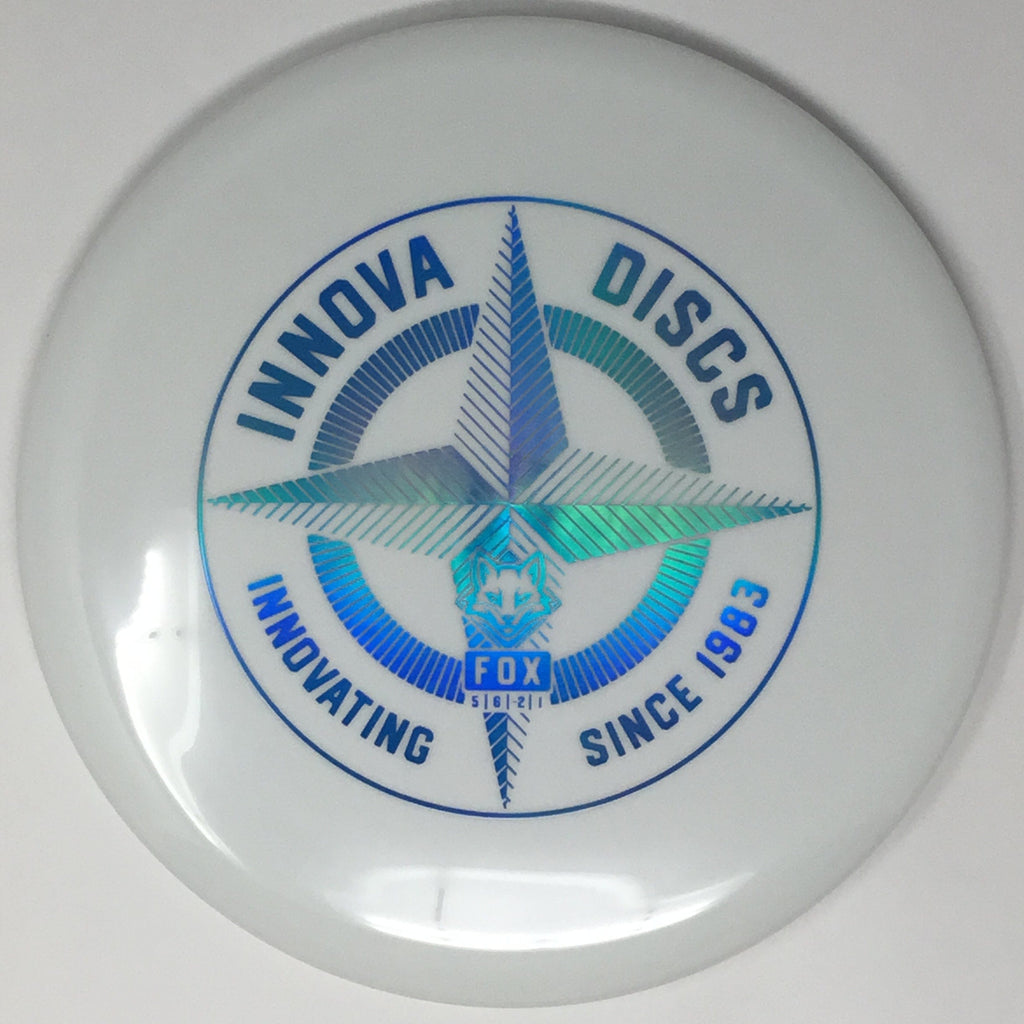 INNOVA DISCS
FOX
5|6|-2|1
INNOVATING SINCE 1983